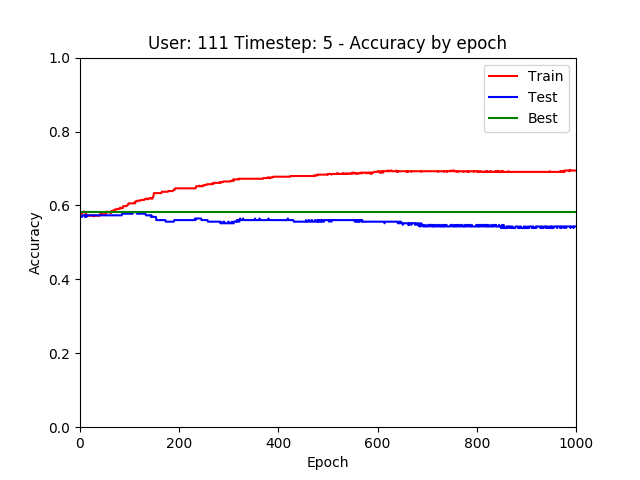 User: 111 Timestep: 5 - Accuracy by epoch
Train
Test
Best
1.0
0.8
0.6
0.4
0.2
0.0
Accuracy
0 200 400 600 800 1000
Epoch